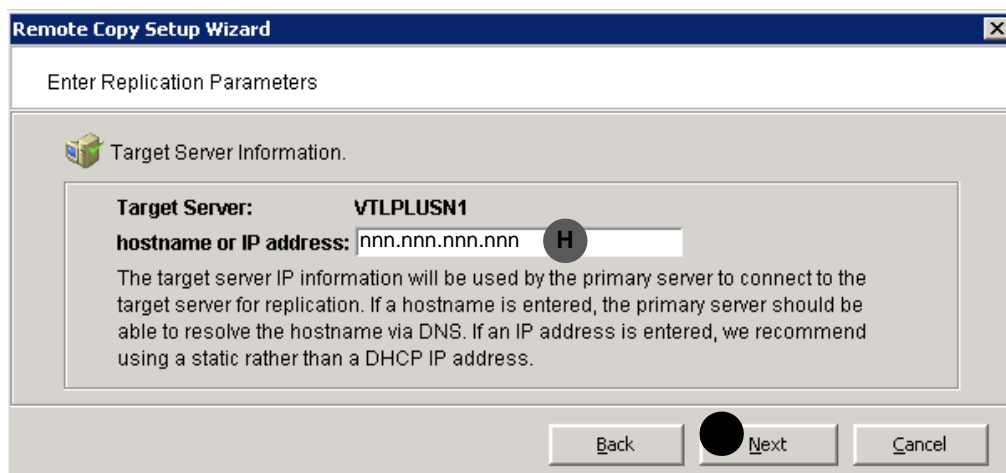 Remote Copy Setup Wizard
Enter Replication Parameters
Target Server Information.
Target Server: VTLPLUSN1
hostname or IP address: nnn.nnn.nnn.nnn H
The target server IP information will be used by the primary server to connect to the
target server for replication. If a hostname is entered, the primary server should be
able to resolve the hostname via DNS. If an IP address is entered, we recommend
using a static rather than a DHCP IP address.
Back Next Cancel